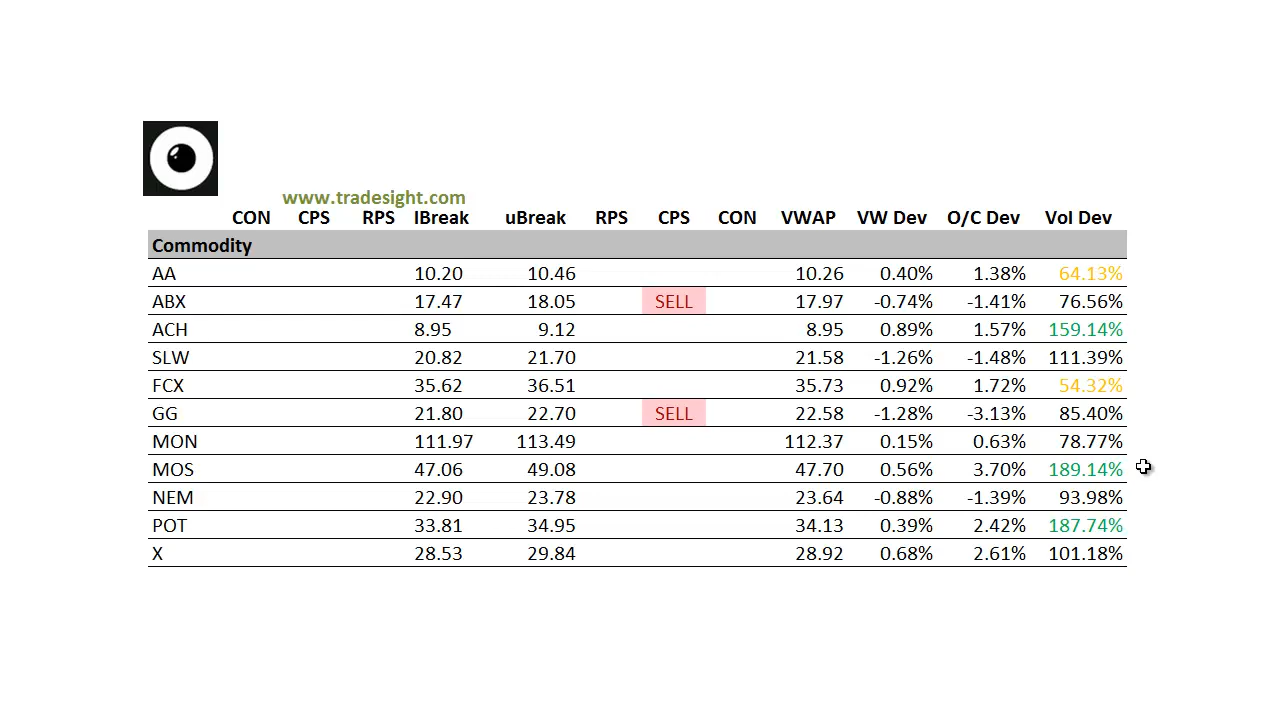 www.tradesight.com
CON CPS RPS lBreak uBreak RPS CPS CON VWAP VW Dev O/C Dev Vol Dev
Commodity
AA 10.20 10.46 10.26 0.40% 1.38% 64.13%
ABX 17.47 18.05 SELL 17.97 -0.74% -1.41% 76.56%
ACH 8.95 9.12 8.95 0.89% 1.57% 159.14%
SLW 20.82 21.70 21.58 -1.26% -1.48% 111.39%
FCX 35.62 36.51 35.73 0.92% 1.72% 54.32%
GG 21.80 22.70 SELL 22.58 -1.28% -3.13% 85.40%
MON 111.97 113.49 112.37 0.15% 0.63% 78.77%
MOS 47.06 49.08 47.70 0.56% 3.70% 189.14%
NEM 22.90 23.78 23.64 -0.88% -1.39% 93.98%
POT 33.81 34.95 34.13 0.39% 2.42% 187.74%
X 28.53 29.84 28.92 0.68% 2.61% 101.18%